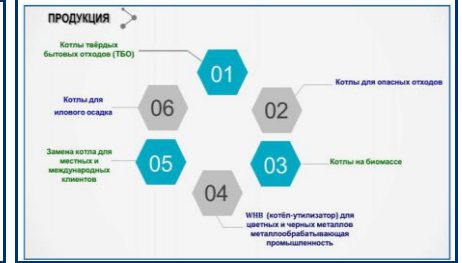 ПРОДУКЦИЯ
Котлы твёрдых
бытовых отходов (ТБО)
01
Котлы для опасных отходов
02
Котлы на биомассе
03
04
WHB (котёл-утилизатор) для
цветных и черных металлов
металлообрабатывающая
промышленность
Замена котла для
местных и
международных
клиентов
05
Котлы для
илового осадка
06